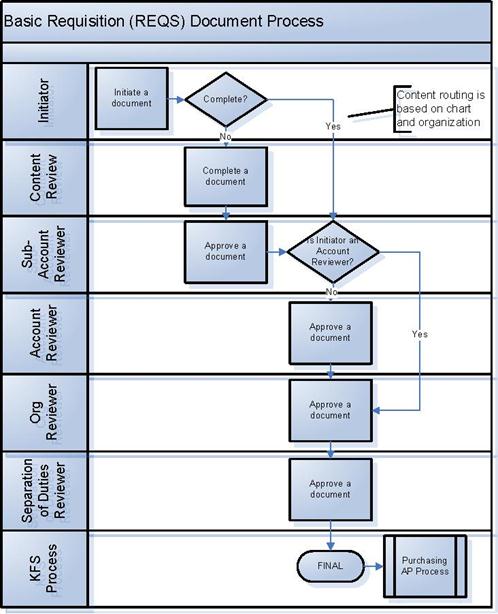 Basic Requisition (REQS) Document Process
Initiator
Initiate a
document
Complete?
Content routing is
based on chart
and organization
Yes
No
Content
Review
Complete a
document
Sub-
Account
Reviewer
Approve a
document
Is Initiator an
Account
Reviewer?
No
Yes
Account
Reviewer
Approve a
document
Org
Reviewer
Approve a
document
Separation
of Duties
Reviewer
Approve a
document
KFS
Process
FINAL
Purchasing
AP Process